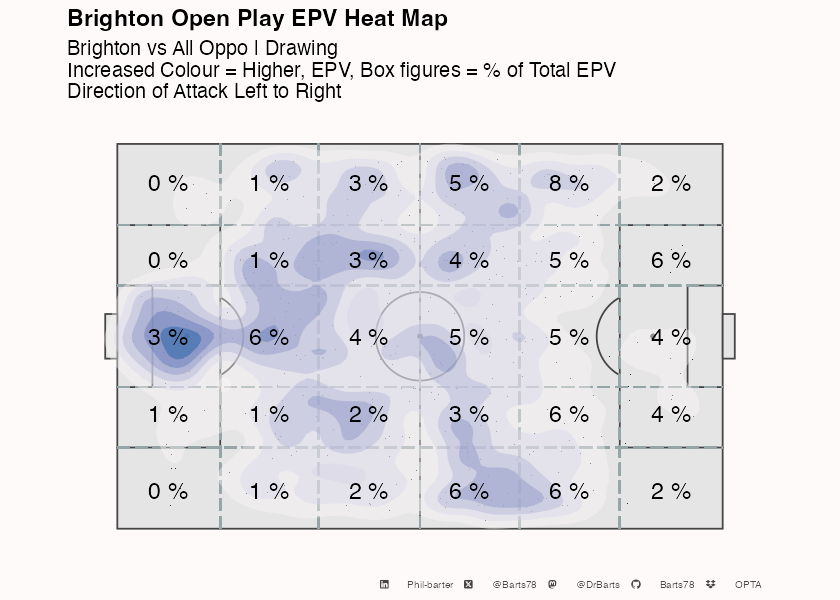 Brighton Open Play EPV Heat Map
Brighton vs All Oppo | Drawing
Increased Colour = Higher, EPV, Box figures = % of Total EPV
Direction of Attack Left to Right
0 % 1 % 3 % 5 % 8 % 2 %
0 % 1 % 3 % 4 % 5 % 6 %
3 % 6 % 4 % 5 % 5 % 4 %
1 % 1 % 2 % 3 % 6 % 4 %
0 % 1 % 2 % 6 % 6 % 2 %
Phil-barter @Barts78 @DrBarts Barts78 OPTA